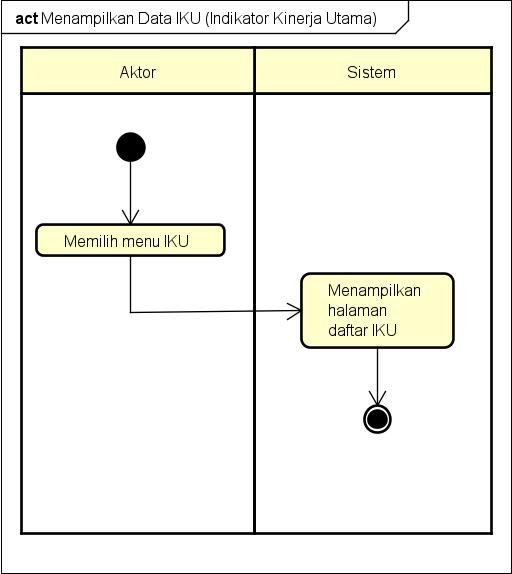 act Menampilkan Data IKU (Indikator Kinerja Utama)
Aktor
Sistem
Memilih menu IKU
Menampilkan
halaman
daftar IKU